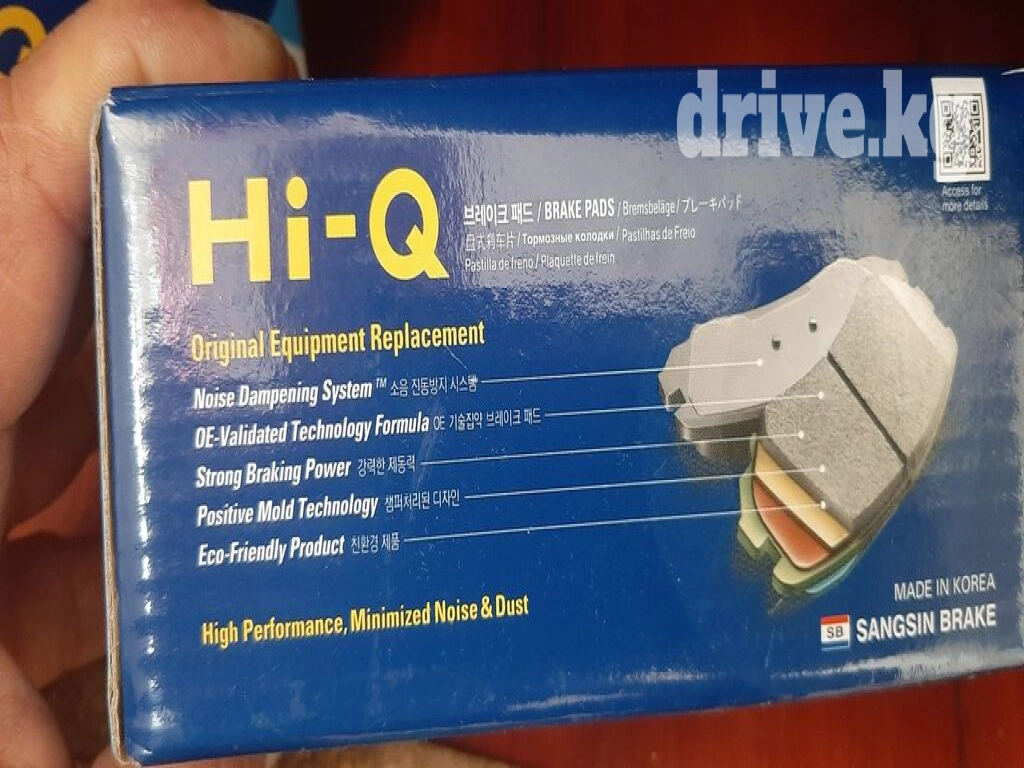 drive.k
Access for
more details
Hi-Q
브레이크 패드 / BRAKE PADS / Bremsbeläge / ブレーキパッド
盘式刹车片 / Тормозные колодки / Pastilhas de Freio
Pastilla de freno / Plaquette de frein
Original Equipment Replacement
Noise Dampening System™ 소음 진동방지 시스템
OE-Validated Technology Formula OE 기술집약 브레이크 패드
Strong Braking Power 강력한 제동력
Positive Mold Technology 챔퍼처리된 디자인
Eco-Friendly Product 친환경 제품
High Performance, Minimized Noise & Dust
MADE IN KOREA
SB SANGSIN BRAKE